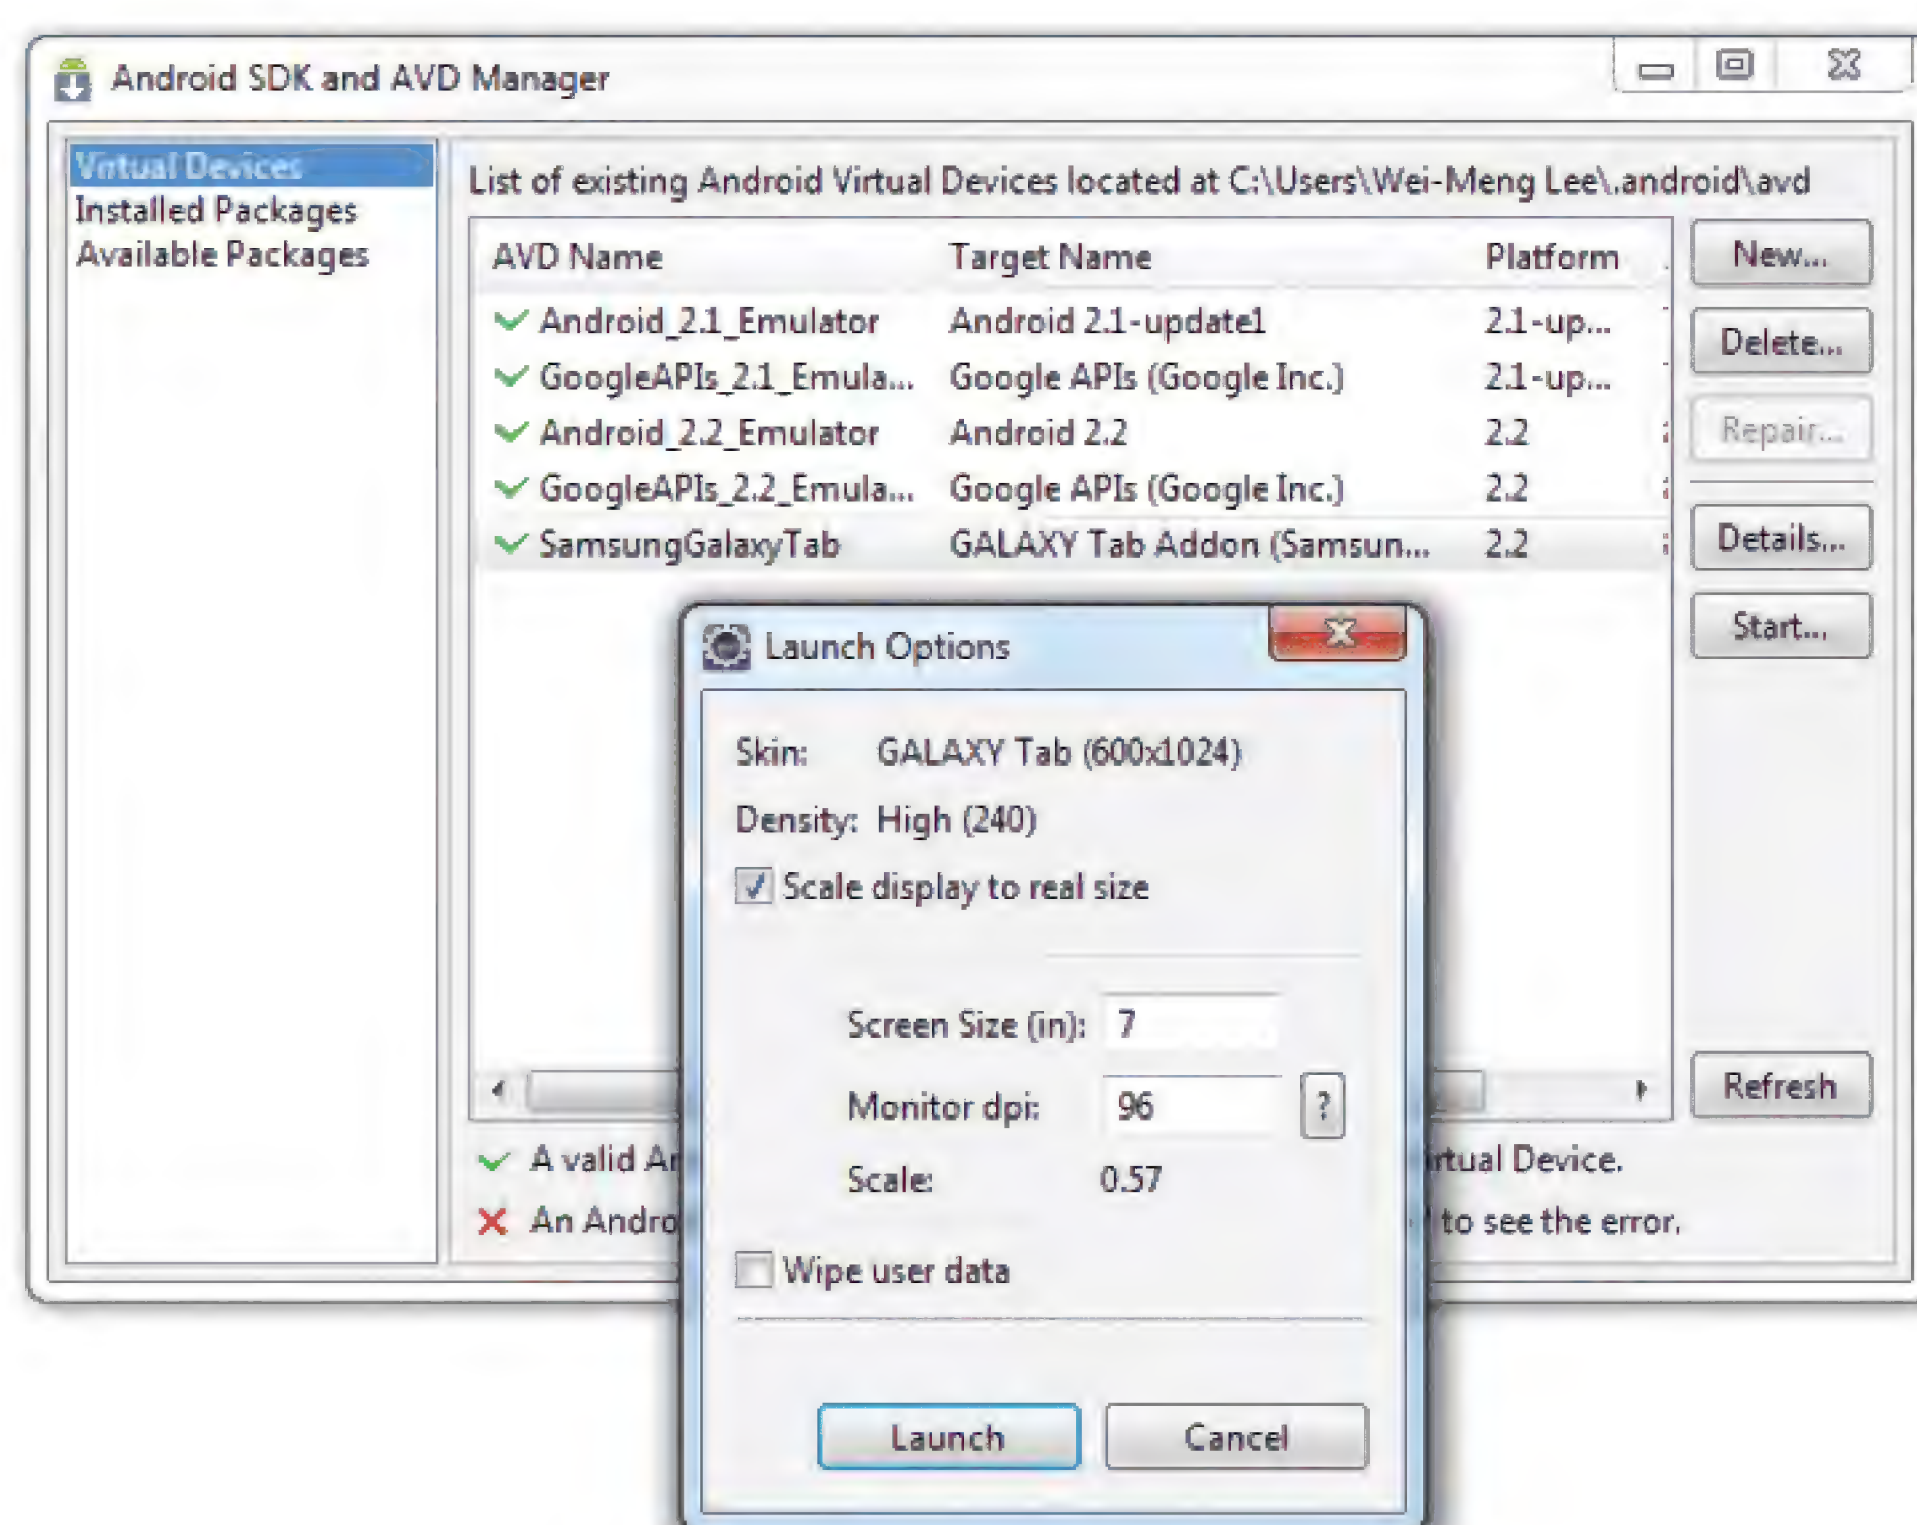 Android SDK and AVD Manager
Virtual Devices
Installed Packages
Available Packages
List of existing Android Virtual Devices located at C:\Users\Wei-Meng Lee\.android\avd
AVD Name Target Name Platform
Android_2.1_Emulator Android 2.1-update1 2.1-up...
GoogleAPIs_2.1_Emula... Google APIs (Google Inc.) 2.1-up...
Android_2.2_Emulator Android 2.2 2.2
GoogleAPIs_2.2_Emula... Google APIs (Google Inc.) 2.2
SamsungGalaxyTab GALAXY Tab Addon (Samsun... 2.2
New...
Delete...
Repair...
Details...
Start...
Refresh
Launch Options
Skin: GALAXY Tab (600x1024)
Density: High (240)
Scale display to real size
Screen Size (in): 7
Monitor dpi: 96 ?
Scale: 0.57
Wipe user data
Launch Cancel
A valid
An Andro
rtual Device.
to see the error.